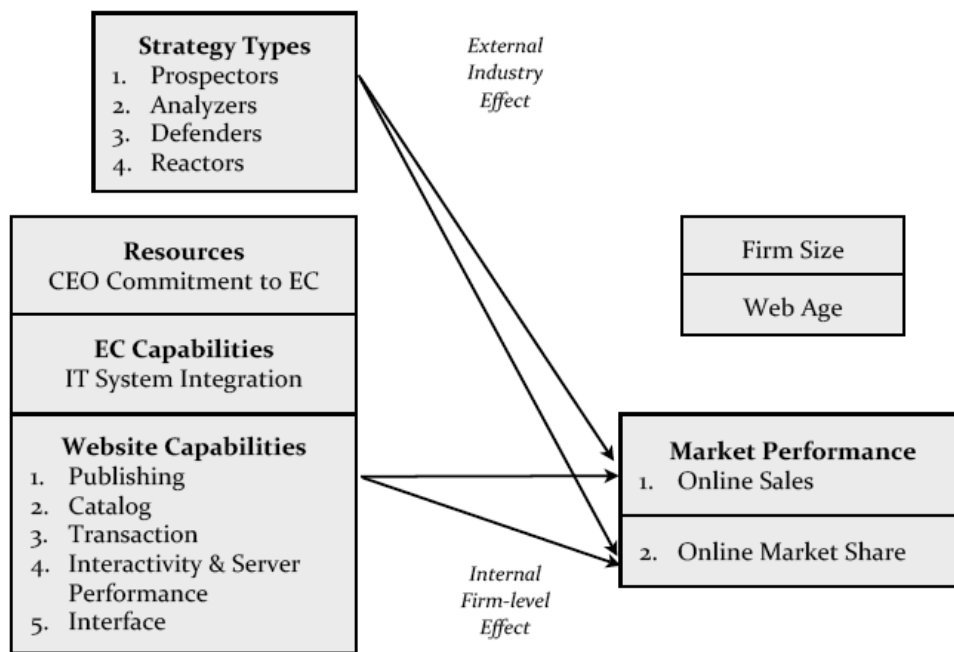 Strategy Types
1. Prospectors
2. Analyzers
3. Defenders
4. Reactors
External
Industry
Effect
Resources
CEO Commitment to EC
EC Capabilities
IT System Integration
Website Capabilities
1. Publishing
2. Catalog
3. Transaction
4. Interactivity & Server
Performance
5. Interface
Firm Size
Web Age
Market Performance
1. Online Sales
2. Online Market Share
Internal
Firm-level
Effect